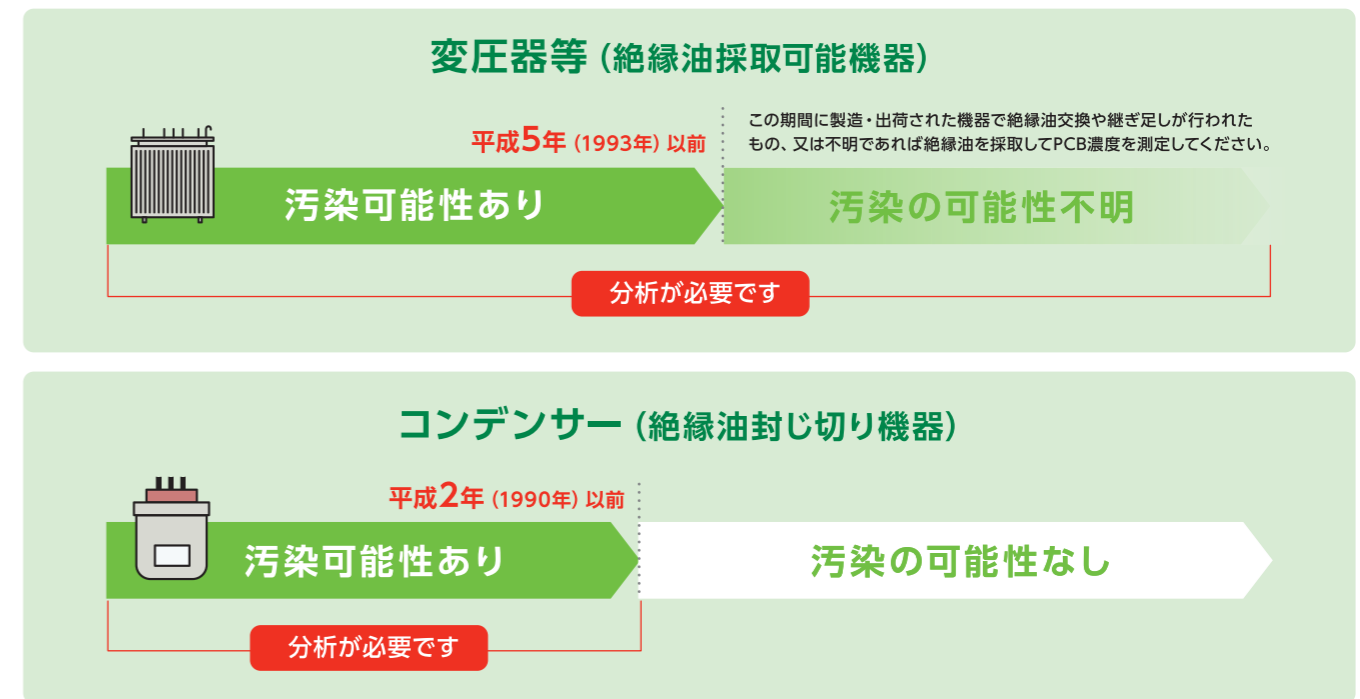 変圧器等（絶縁油採取可能機器）
平成5年（1993年）以前
この期間に製造・出荷された機器で絶縁油交換や継ぎ足しが行われた
もの、又は不明であれば絶縁油を採取してPCB濃度を測定してください。
汚染可能性あり
汚染の可能性不明
分析が必要です
コンデンサー（絶縁油封じ切り機器）
平成2年（1990年）以前
汚染可能性あり
汚染の可能性なし
分析が必要です